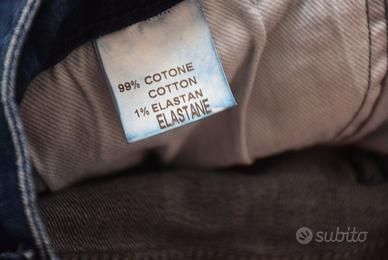 99% COTONE
COTTON
1% ELASTAN
ELASTANE
subito